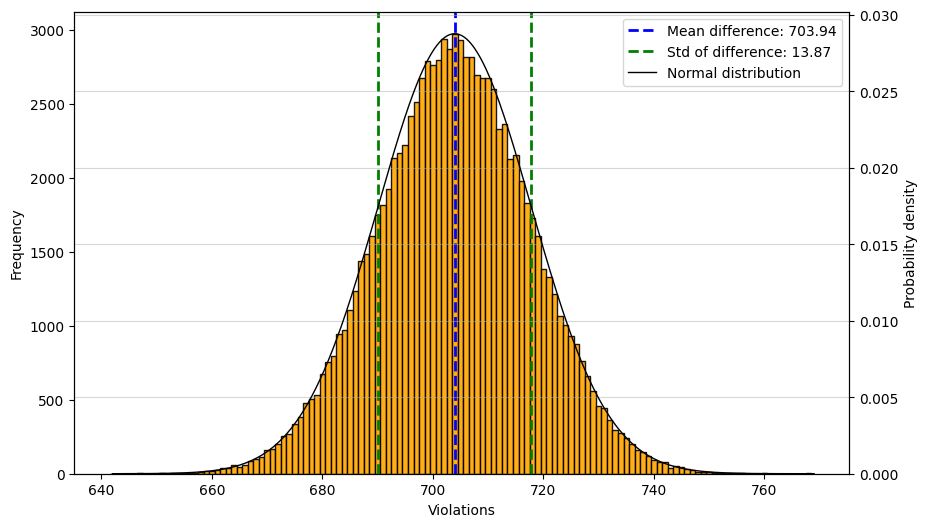 Mean difference: 703.94
Std of difference: 13.87
Normal distribution
Frequency
3000
2500
2000
1500
1000
500
0
Probability density
0.030
0.025
0.020
0.015
0.010
0.005
0.000
640 660 680 700 720 740 760
Violations